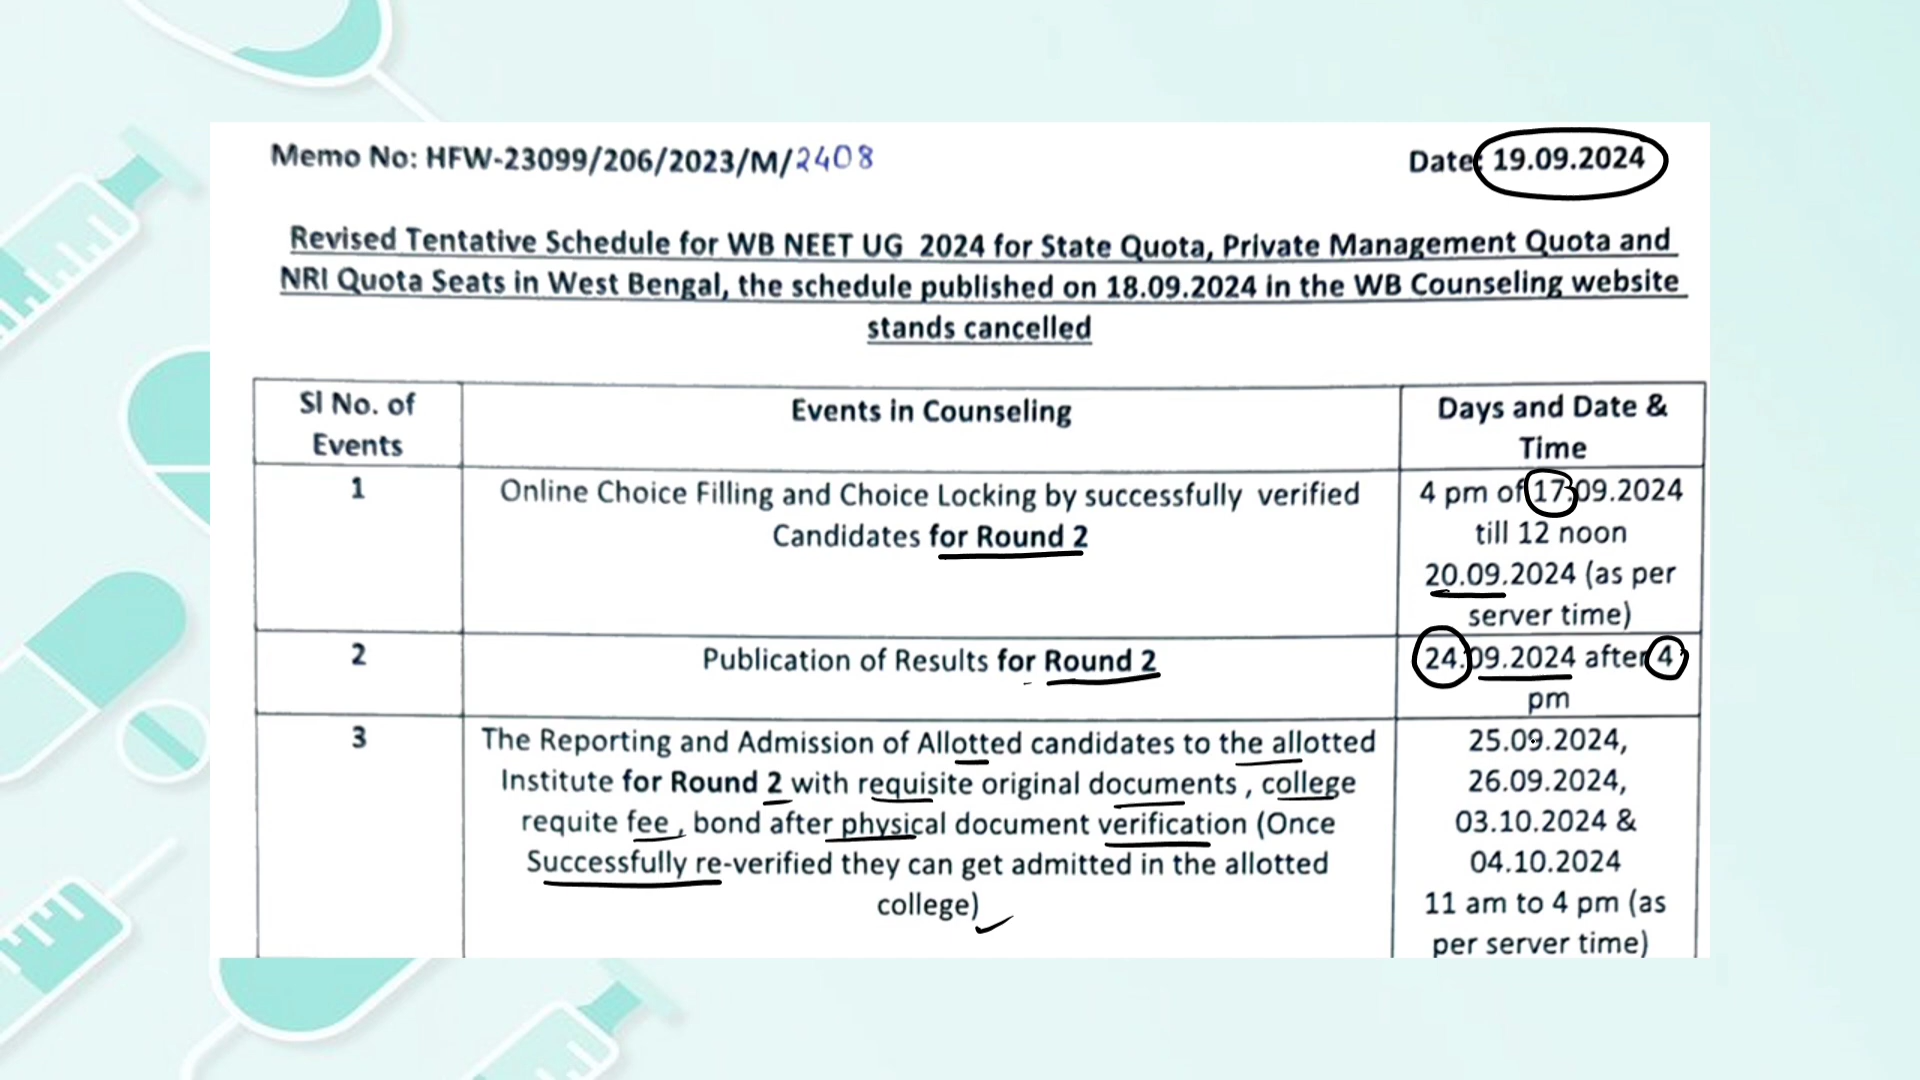 Memo No: HFW-23099/206/2023/M/2408
Date: 19.09.2024
Revised Tentative Schedule for WB NEET UG 2024 for State Quota, Private Management Quota and
NRI Quota Seats in West Bengal, the schedule published on 18.09.2024 in the WB Counseling website
stands cancelled
Sl No. of
Events
Events in Counseling
Days and Date &
Time
1
Online Choice Filling and Choice Locking by successfully verified
Candidates for Round 2
4 pm of 17.09.2024
till 12 noon
20.09.2024 (as per
server time)
2
Publication of Results for Round 2
24.09.2024 after 4
pm
3
The Reporting and Admission of Allotted candidates to the allotted
Institute for Round 2 with requisite original documents , college
requite fee , bond after physical document verification (Once
Successfully re-verified they can get admitted in the allotted
college)
25.09.2024,
26.09.2024,
03.10.2024 &
04.10.2024
11 am to 4 pm (as
per server time)